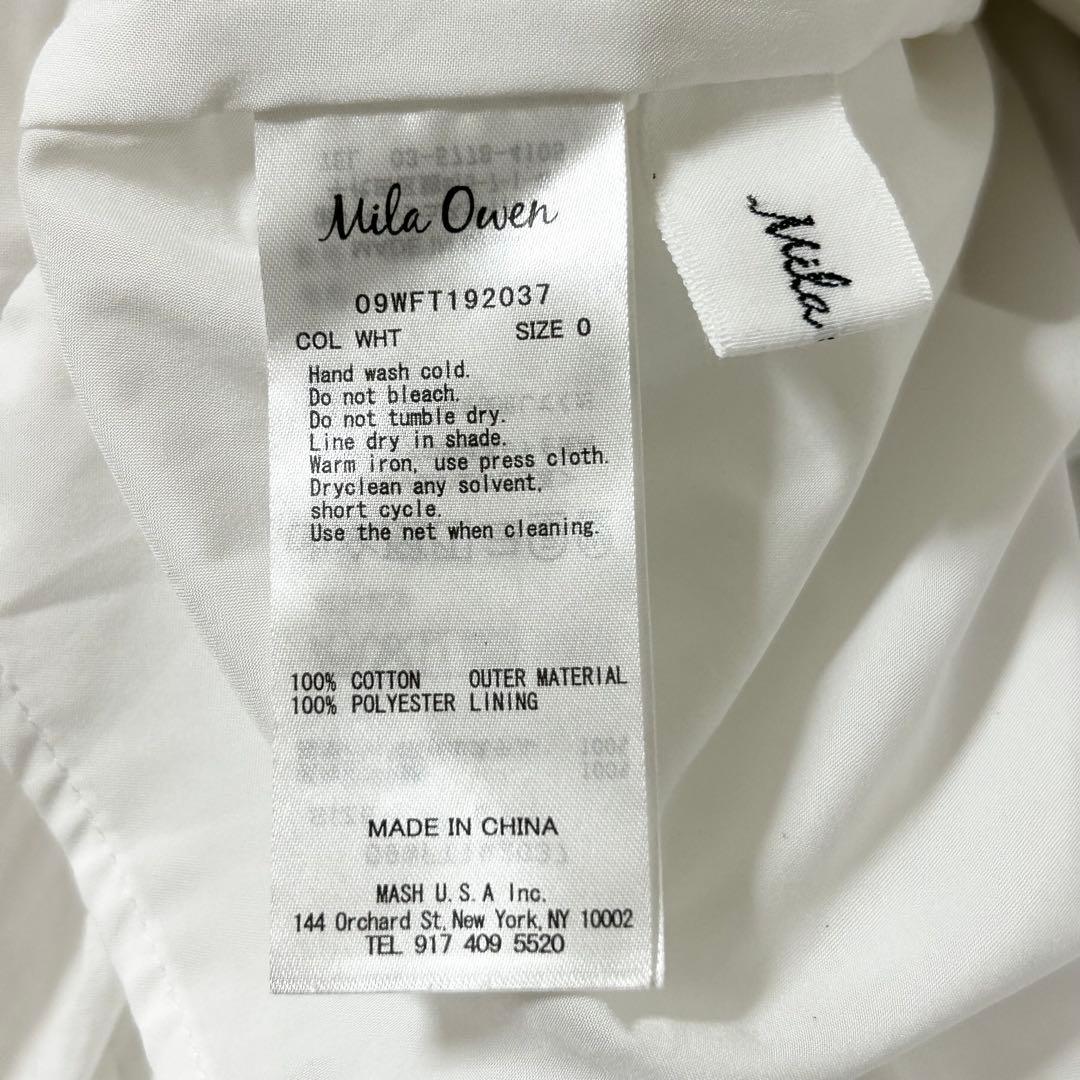 Mila Owen
09WFT192037
COL WHT SIZE 0
Hand wash cold.
Do not bleach.
Do not tumble dry.
Line dry in shade.
Warm iron, use press cloth.
Dryclean any solvent,
short cycle.
Use the net when cleaning.
100% COTTON OUTER MATERIAL
100% POLYESTER LINING
MADE IN CHINA
MASH U.S.A Inc.
144 Orchard St, New York, NY 10002
TEL 917 409 5520
Mila